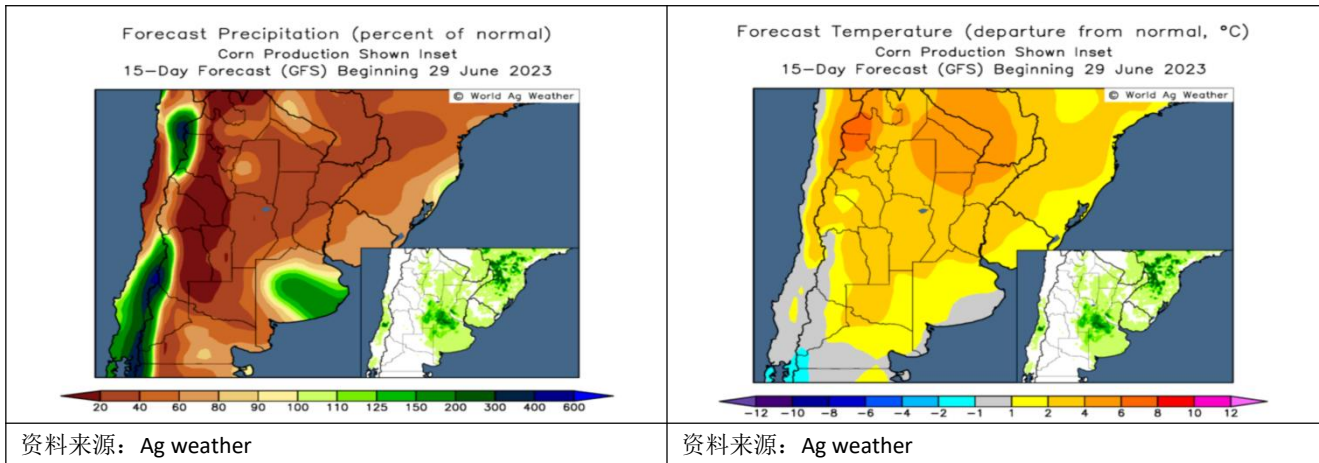 Forecast Precipitation (percent of normal)
Corn Production Shown Inset
15-Day Forecast (GFS) Beginning 29 June 2023
© World Ag Weather
20 40 60 80 90 100 110 125 150 200 300 400 600
资料来源：Ag weather
Forecast Temperature (departure from normal, °C)
Corn Production Shown Inset
15-Day Forecast (GFS) Beginning 29 June 2023
© World Ag Weather
-12 -10 -8 -6 -4 -2 -1 1 2 4 6 8 10 12
资料来源：Ag weather